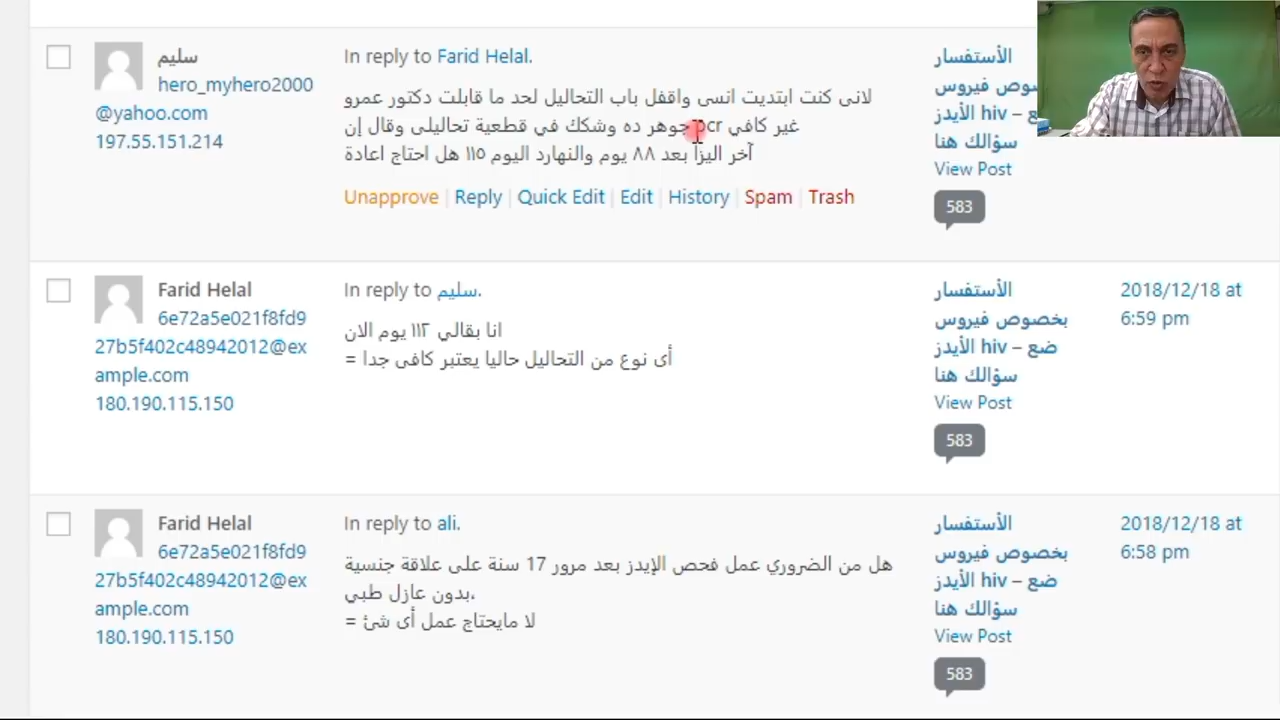 سليم
hero_myhero2000
@yahoo.com
197.55.151.214
In reply to Farid Helal.
لانى كنت ابتديت انسى واقفل باب التحاليل لحد ما قابلت دكتور عمرو
جوهر ده وشكك في قطعية تحاليلى وقال إن pcr غير كافي
آخر اليزا بعد ٨٨ يوم والنهارد اليوم ١١٥ هل احتاج اعادة
Unapprove | Reply | Quick Edit | Edit | History | Spam | Trash
الأستفسار
بخصوص فيروس
الأيدز hiv –
سؤالك هنا
View Post
583
Farid Helal
6e72a5e021f8fd9
27b5f402c48942012@ex
ample.com
180.190.115.150
In reply to سليم.
انا بقالي ١١٢ يوم الان
= أى نوع من التحاليل حاليا يعتبر كافى جدا
الأستفسار
بخصوص فيروس
الأيدز hiv – ضع
سؤالك هنا
View Post
583
2018/12/18 at
6:59 pm
Farid Helal
6e72a5e021f8fd9
27b5f402c48942012@ex
ample.com
180.190.115.150
In reply to ali.
هل من الضروري عمل فحص الإيدز بعد مرور 17 سنة على علاقة جنسية
بدون عازل طبي،
= لا مايحتاج عمل أى شئ
الأستفسار
بخصوص فيروس
الأيدز hiv – ضع
سؤالك هنا
View Post
583
2018/12/18 at
6:58 pm